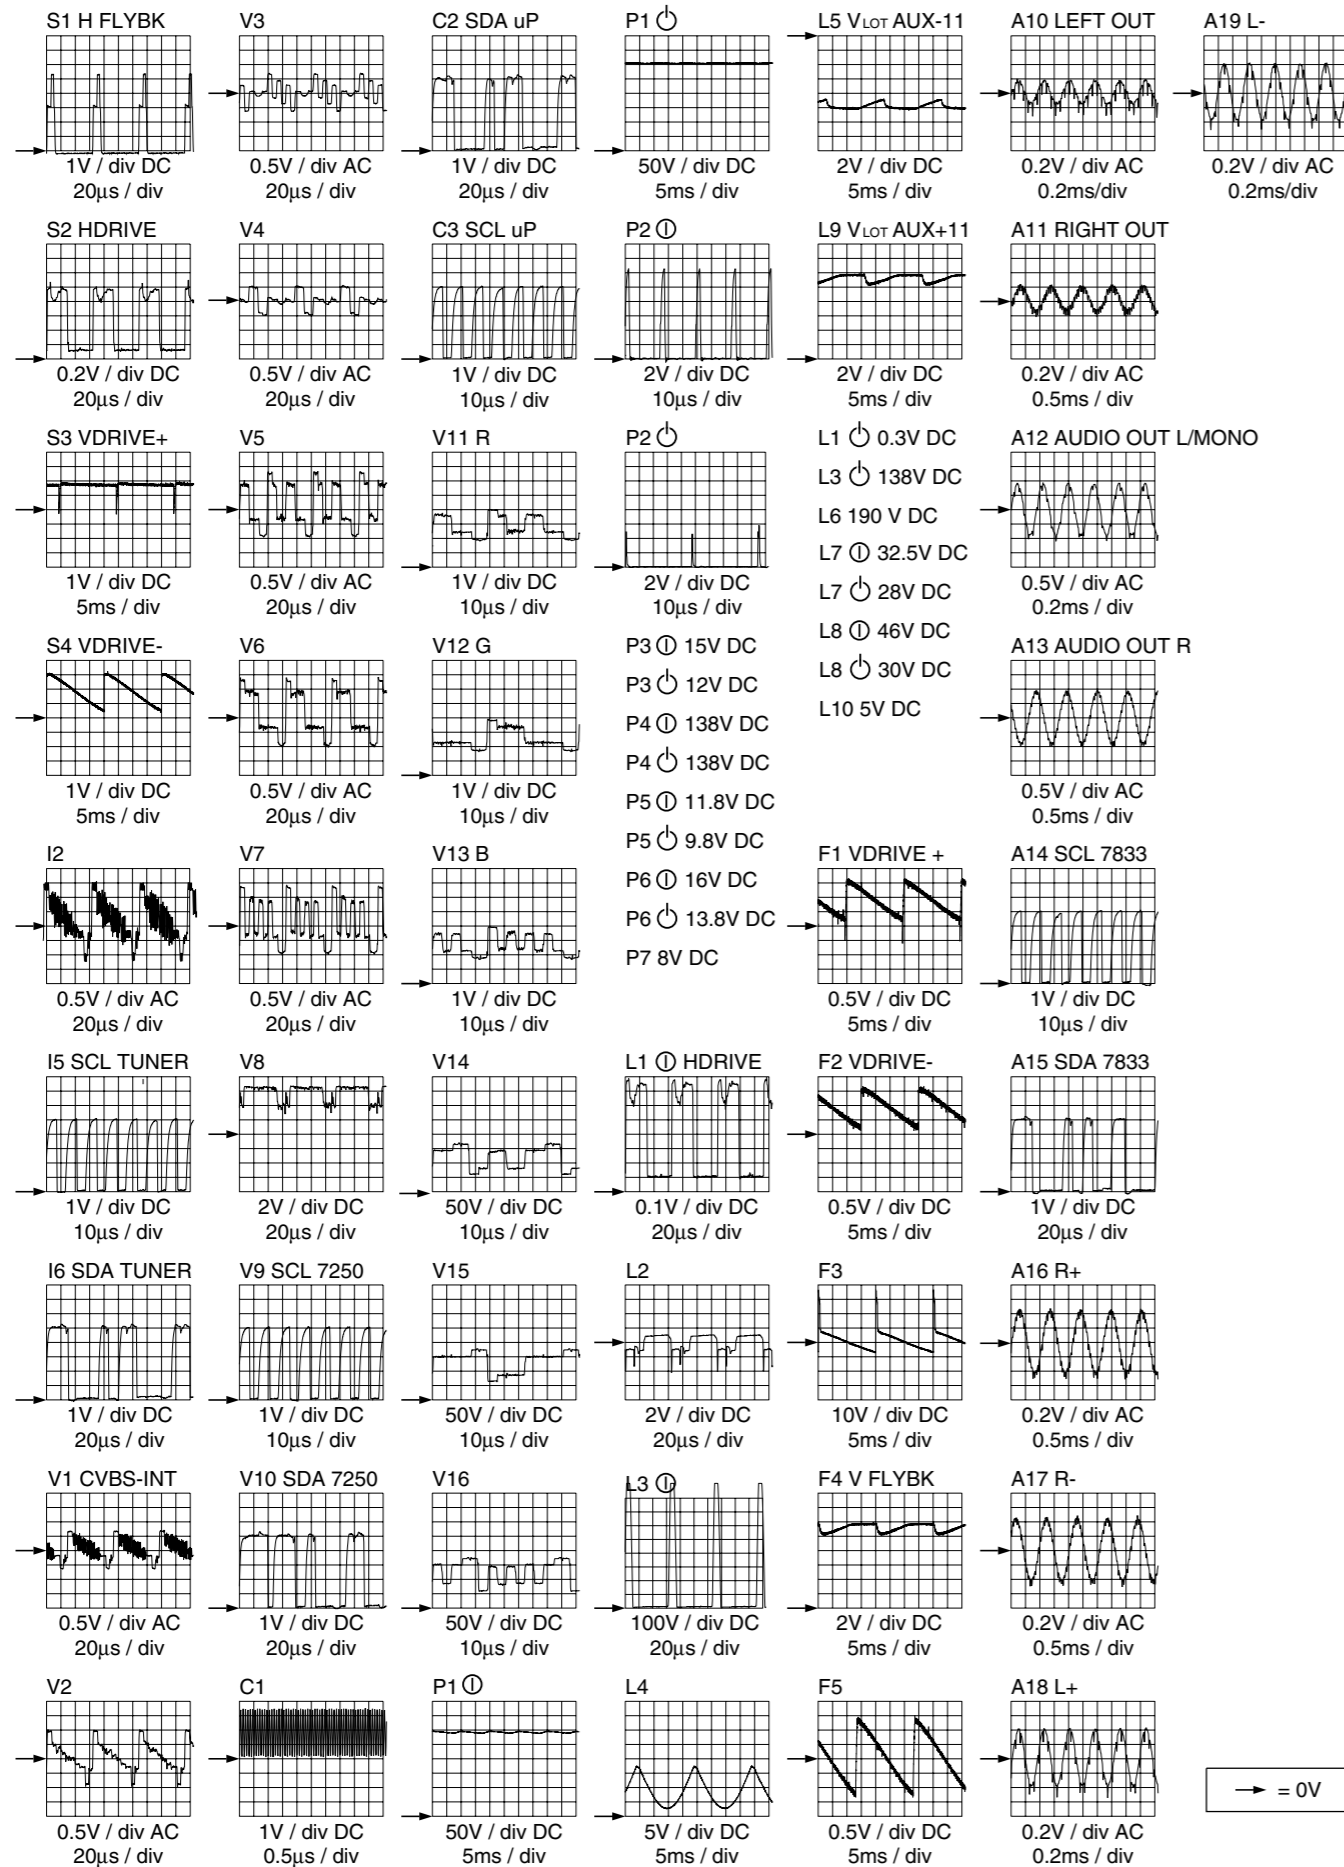 S1 H FLYBK
1V / div DC
20µs / div
S2 HDRIVE
0.2V / div DC
20µs / div
S3 VDRIVE+
1V / div DC
5ms / div
S4 VDRIVE-
1V / div DC
5ms / div
I2
0.5V / div AC
20µs / div
I5 SCL TUNER
1V / div DC
10µs / div
I6 SDA TUNER
1V / div DC
20µs / div
V1 CVBS-INT
0.5V / div AC
20µs / div
V2
0.5V / div AC
20µs / div
V3
0.5V / div AC
20µs / div
V4
0.5V / div AC
20µs / div
V5
0.5V / div AC
20µs / div
V6
0.5V / div AC
20µs / div
V7
0.5V / div AC
20µs / div
V8
2V / div DC
20µs / div
V9 SCL 7250
1V / div DC
10µs / div
V10 SDA 7250
1V / div DC
20µs / div
C1
1V / div DC
0.5µs / div
C2 SDA uP
1V / div DC
20µs / div
C3 SCL uP
1V / div DC
10µs / div
V11 R
1V / div DC
10µs / div
V12 G
1V / div DC
10µs / div
V13 B
1V / div DC
10µs / div
V14
50V / div DC
10µs / div
V15
50V / div DC
10µs / div
V16
50V / div DC
10µs / div
P1
50V / div DC
5ms / div
P1
50V / div DC
5ms / div
P2
2V / div DC
10µs / div
P2
2V / div DC
10µs / div
P3 15V DC
P3 12V DC
P4 138V DC
P4 138V DC
P5 11.8V DC
P5 9.8V DC
P6 16V DC
P6 13.8V DC
P7 8V DC
L1 HDRIVE
0.1V / div DC
20µs / div
L2
2V / div DC
20µs / div
L3
100V / div DC
20µs / div
L4
5V / div DC
5ms / div
L5 VLOT AUX-11
2V / div DC
5ms / div
L9 VLOT AUX+11
2V / div DC
5ms / div
L1 0.3V DC
L3 138V DC
L6 190 V DC
L7 32.5V DC
L7 28V DC
L8 46V DC
L8 30V DC
L10 5V DC
F1 VDRIVE +
0.5V / div DC
5ms / div
F2 VDRIVE-
0.5V / div DC
5ms / div
F3
10V / div DC
5ms / div
F4 V FLYBK
2V / div DC
5ms / div
F5
0.5V / div DC
5ms / div
A10 LEFT OUT
0.2V / div AC
0.2ms/div
A11 RIGHT OUT
0.2V / div AC
0.5ms / div
A12 AUDIO OUT L/MONO
0.5V / div AC
0.2ms / div
A13 AUDIO OUT R
0.5V / div AC
0.5ms / div
A14 SCL 7833
1V / div DC
10µs / div
A15 SDA 7833
1V / div DC
20µs / div
A16 R+
0.2V / div AC
0.5ms / div
A17 R-
0.2V / div AC
0.5ms / div
A18 L+
0.2V / div AC
0.2ms / div
A19 L-
0.2V / div AC
0.2ms/div
→ = 0V